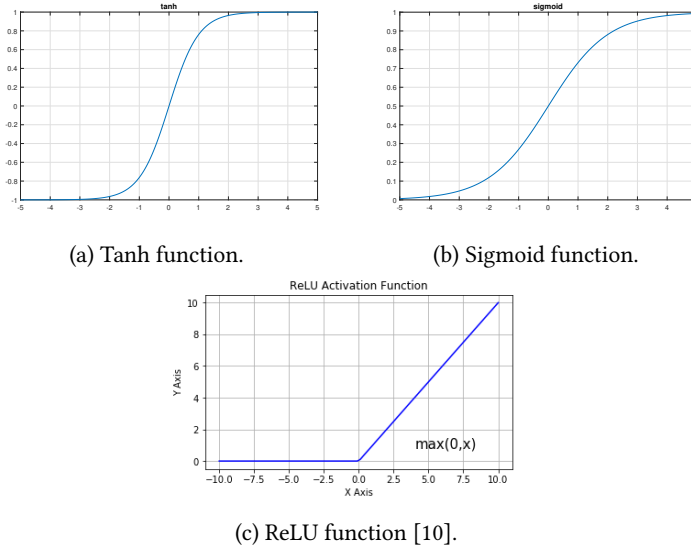 tanh
1
0.8
0.6
0.4
0.2
0
-0.2
-0.4
-0.6
-0.8
-1
-5 -4 -3 -2 -1 0 1 2 3 4 5
(a) Tanh function.
sigmoid
1
0.9
0.8
0.7
0.6
0.5
0.4
0.3
0.2
0.1
0
-5 -4 -3 -2 -1 0 1 2 3 4
(b) Sigmoid function.
ReLU Activation Function
Y Axis
10
8
6
4
2
0
max(0,x)
−10.0 −7.5 −5.0 −2.5 0.0 2.5 5.0 7.5 10.0
X Axis
(c) ReLU function [10].